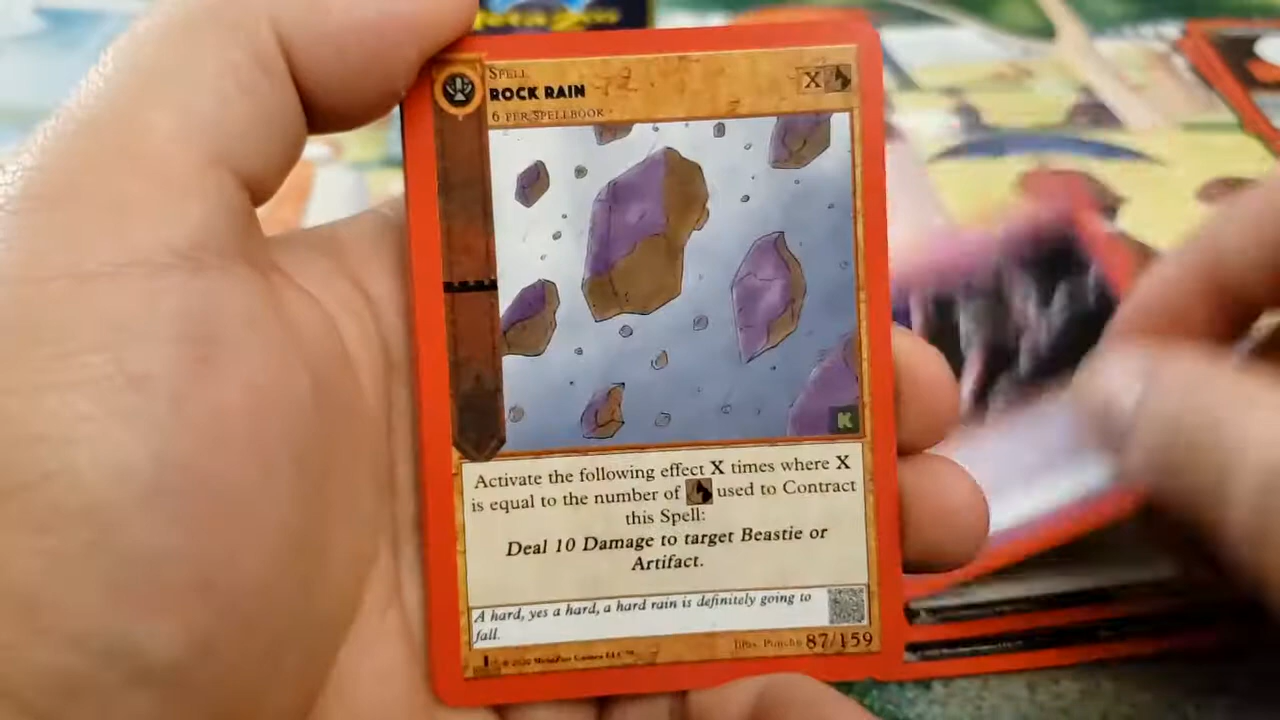 SPELL
ROCK RAIN
X
6 PER SPELLBOOK
K
Activate the following effect X times where X
is equal to the number of used to Contract
this Spell:
Deal 10 Damage to target Beastie or
Artifact.
A hard, yes a hard, a hard rain is definitely going to
fall.
Illus. 87/159
© 2020 MetaZoo Games LLC